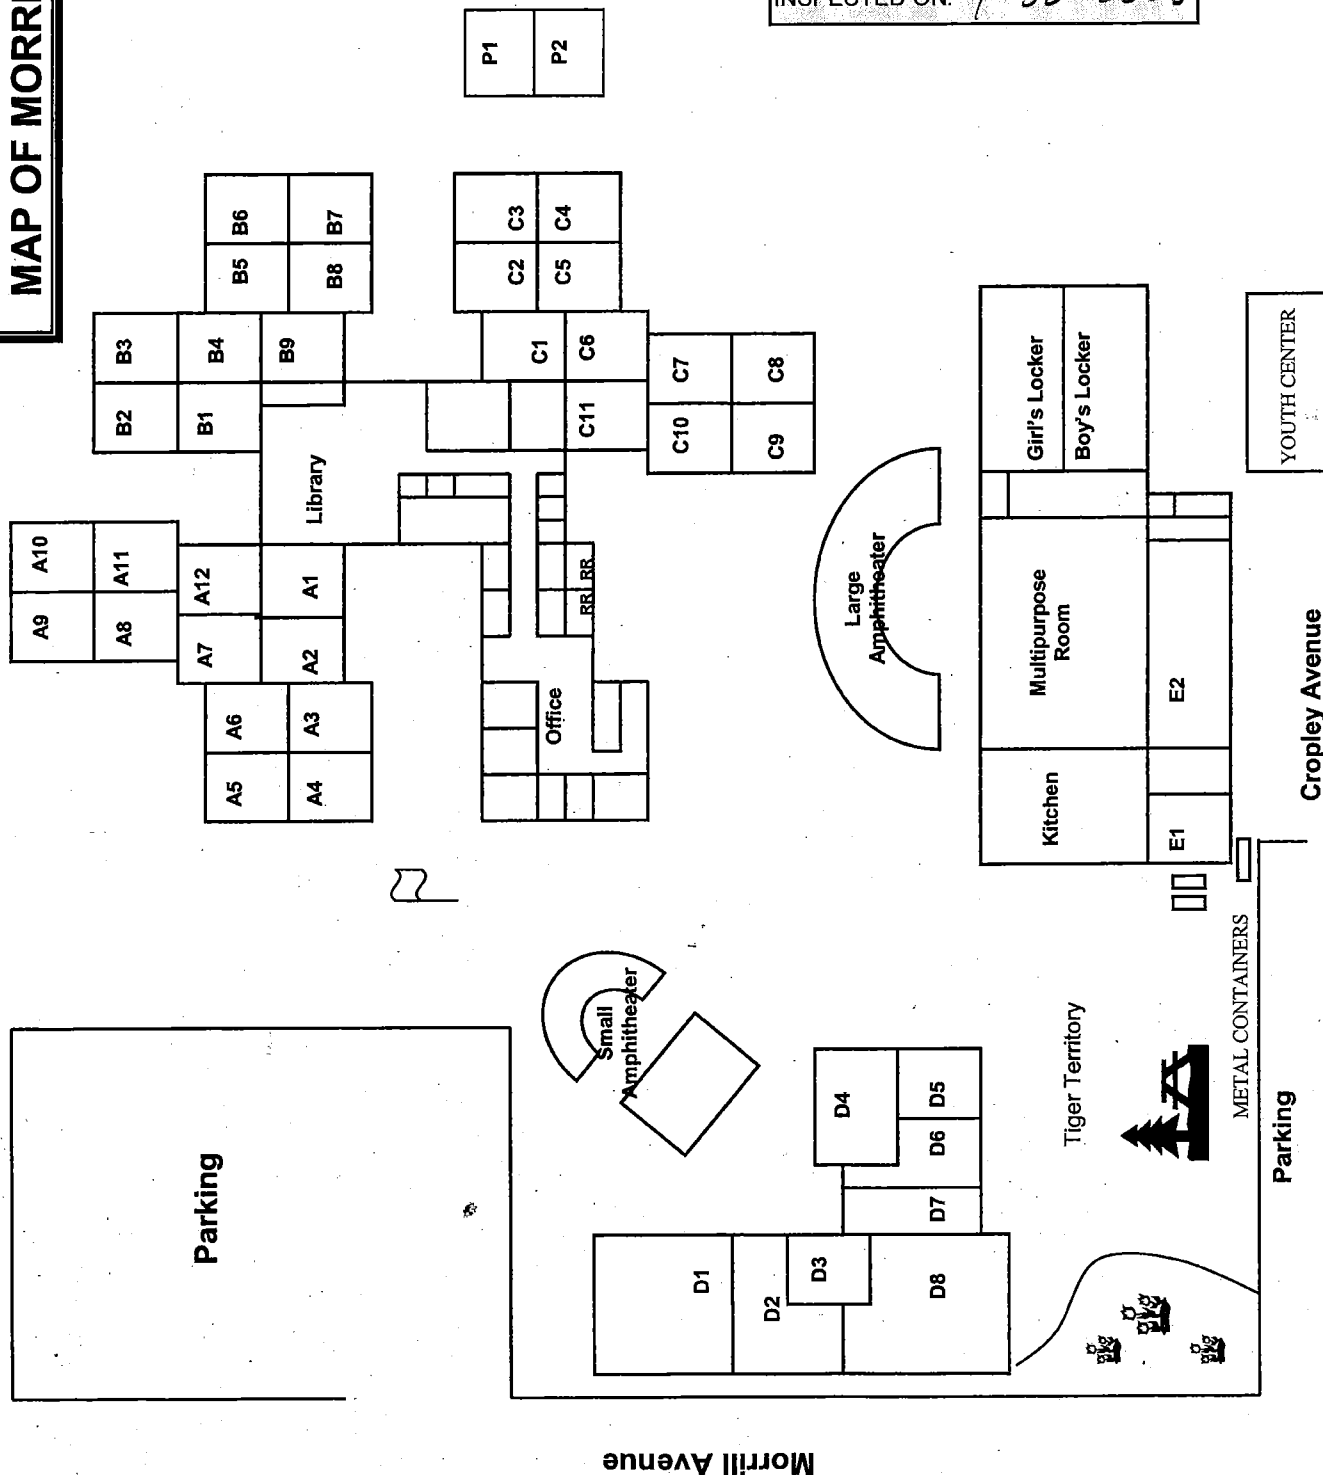 MAP OF MORRI
INSPECTED ON:
P1
P2
B3
B2
B6
B5
B7
B8
B4
B1
B9
C3
C4
C2
C5
C1
C6
C11
C7
C8
C10
C9
Library
A10
A9
A11
A8
A12
A7
A1
A2
A6
A5
A3
A4
RR
RR
Office
Large
Amphitheater
Girl's Locker
Boy's Locker
Multipurpose
Room
Kitchen
E2
E1
YOUTH CENTER
Cropley Avenue
Small
Amphitheater
Parking
D1
D2
D3
D4
D5
D6
D7
D8
Tiger Territory
METAL CONTAINERS
Parking
Morrill Avenue